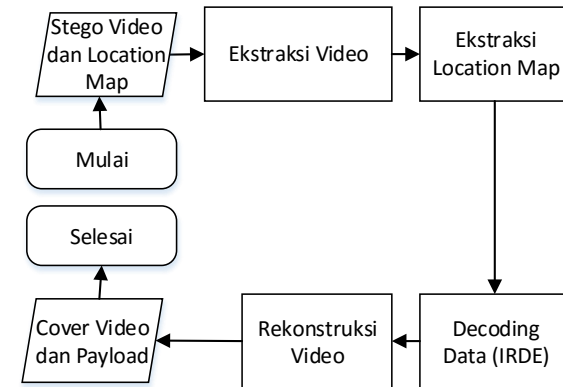 Stego Video
dan Location
Map
Ekstraksi Video
Ekstraksi
Location Map
Mulai
Selesai
Cover Video
dan Payload
Rekonstruksi
Video
Decoding
Data (IRDE)